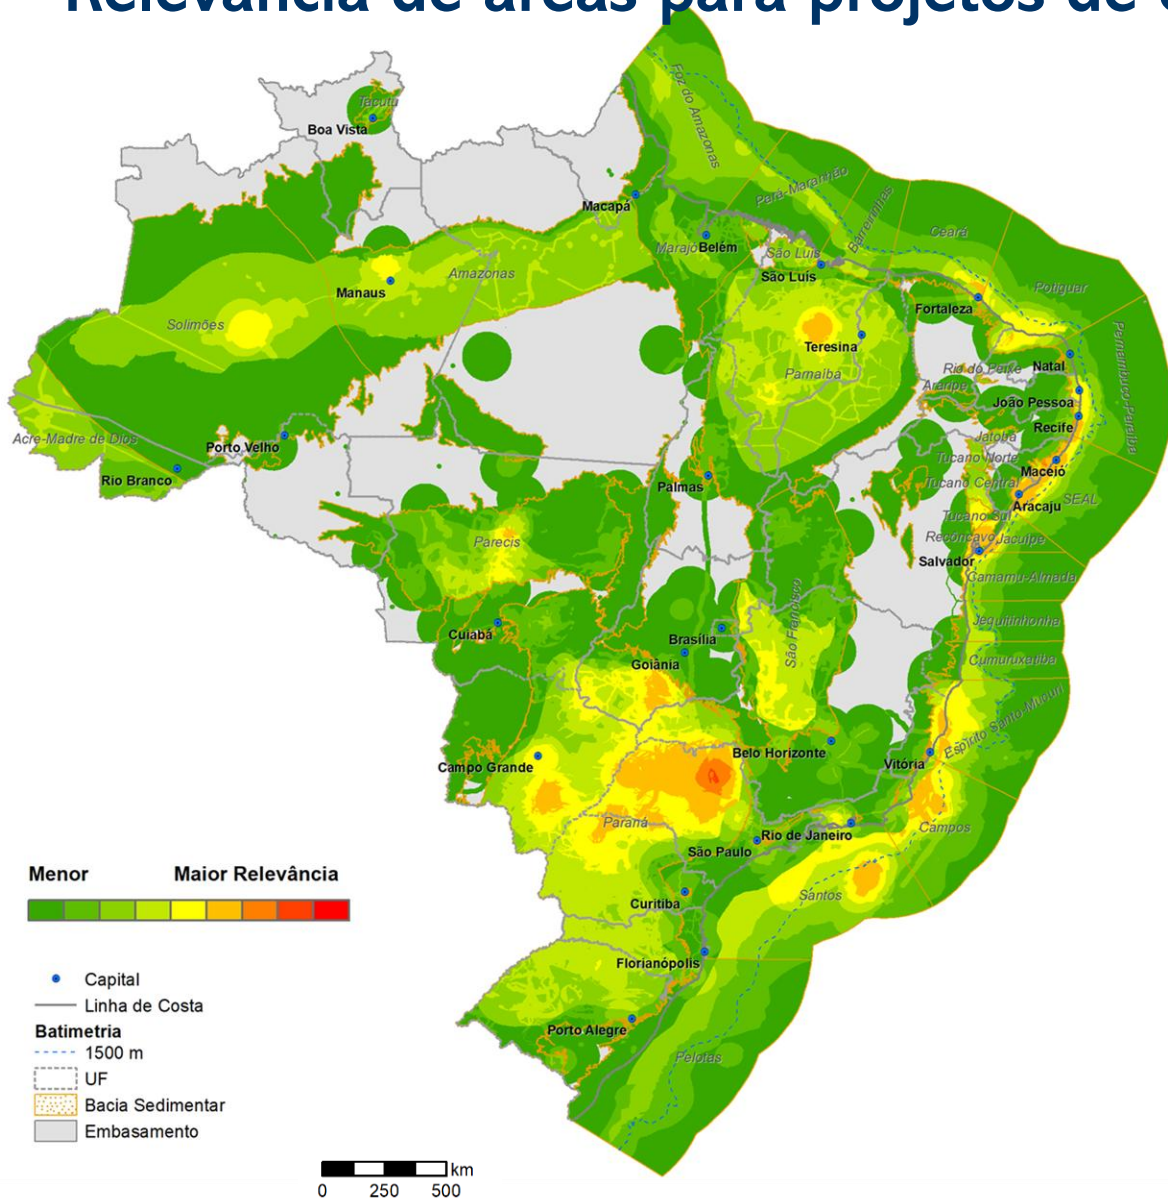 Relevância de áreas para projetos de
Foz do Amazonas
Tacutu
Boa Vista
Pará-Maranhão
Barreirinhas
Macapá
Ceará
Marajó
Belém
São Luís
São Luís
Amazonas
Manaus
Potiguar
Fortaleza
Solimões
Teresina
Pernambuco-Paraíba
Rio do Peixe
Natal
Parnaíba
Araripe
João Pessoa
Recife
Acre-Madre de Dios
Porto Velho
Jatobá
Tucano Norte
Rio Branco
Maceió
Palmas
Tucano Central
SEAL
Aracaju
Tucano Sul
Parecis
Recôncavo
Jacuípe
Salvador
Camamu-Almada
São Francisco
Jequitinhonha
Cuiabá
Brasília
Goiânia
Cumuruxatiba
Espírito Santo-Mucuri
Belo Horizonte
Vitória
Campo Grande
Paraná
Rio de Janeiro
Campos
São Paulo
Menor Maior Relevância
Santos
Curitiba
Florianópolis
Capital
Linha de Costa
Porto Alegre
Batimetria
1500 m
Pelotas
UF
Bacia Sedimentar
Embasamento
km
0 250 500